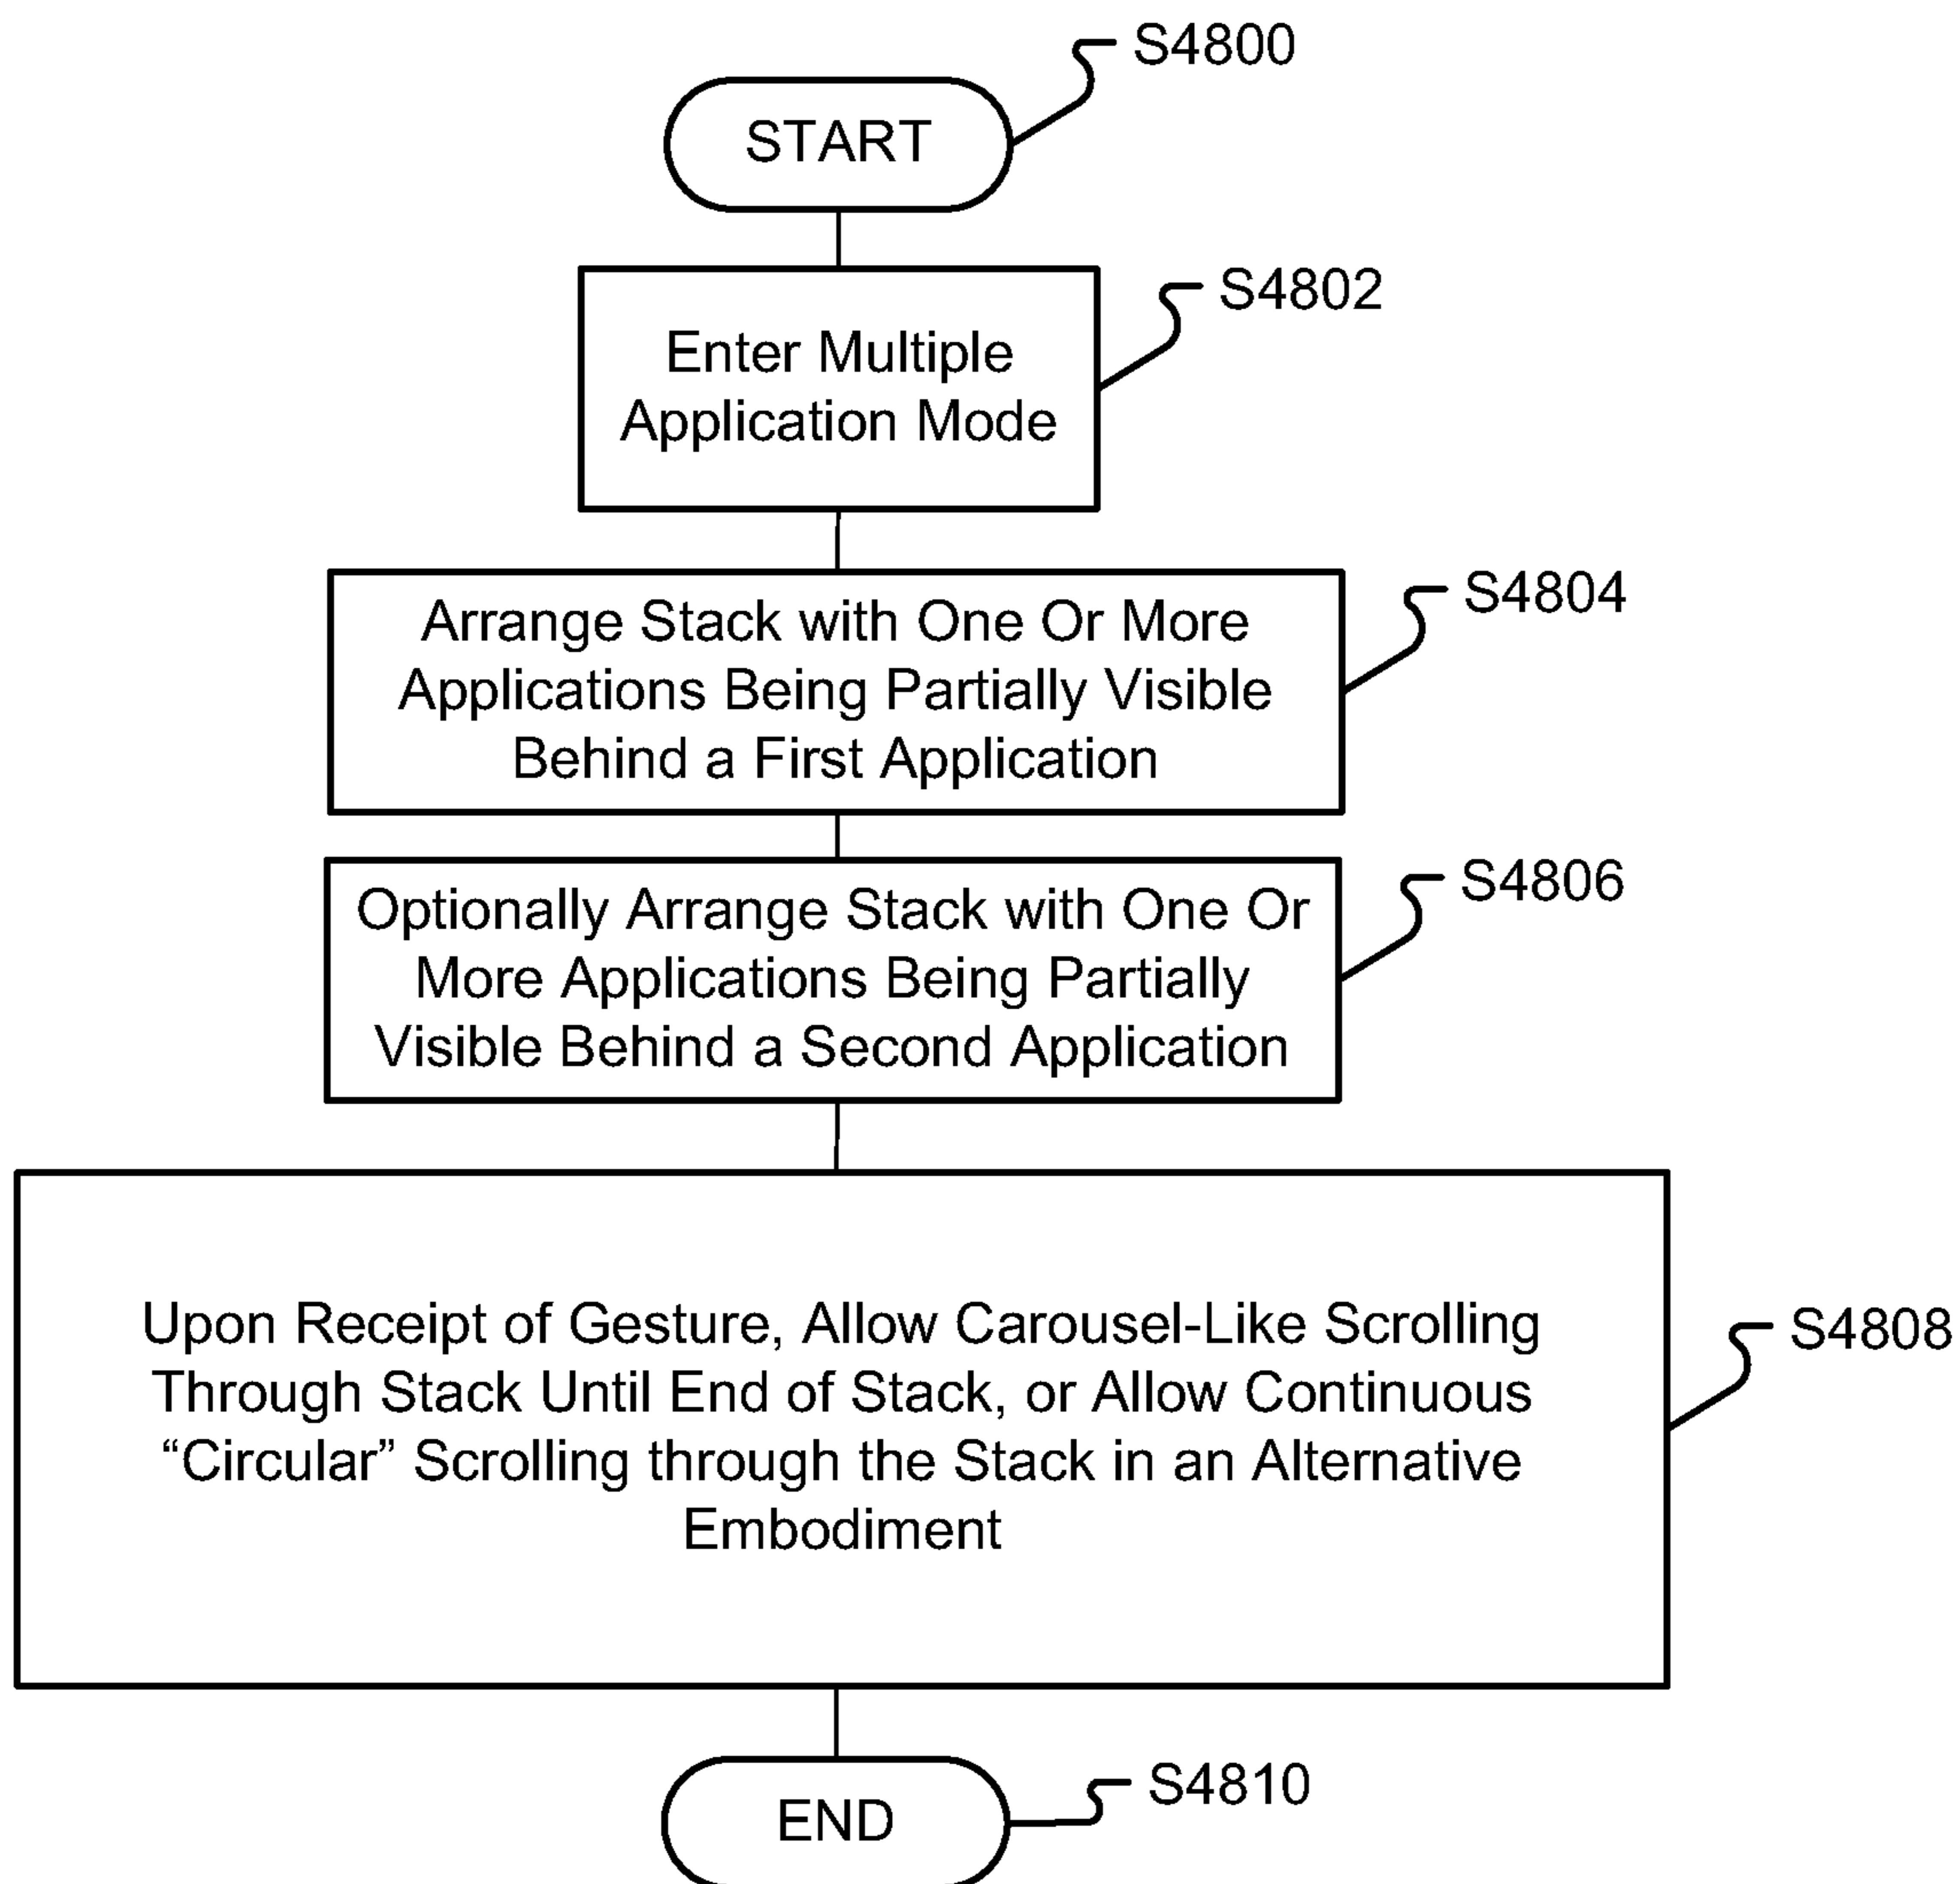 S4800
START
S4802
Enter Multiple
Application Mode
S4804
Arrange Stack with One Or More
Applications Being Partially Visible
Behind a First Application
S4806
Optionally Arrange Stack with One Or
More Applications Being Partially
Visible Behind a Second Application
S4808
Upon Receipt of Gesture, Allow Carousel-Like Scrolling
Through Stack Until End of Stack, or Allow Continuous
“Circular” Scrolling through the Stack in an Alternative
Embodiment
S4810
END